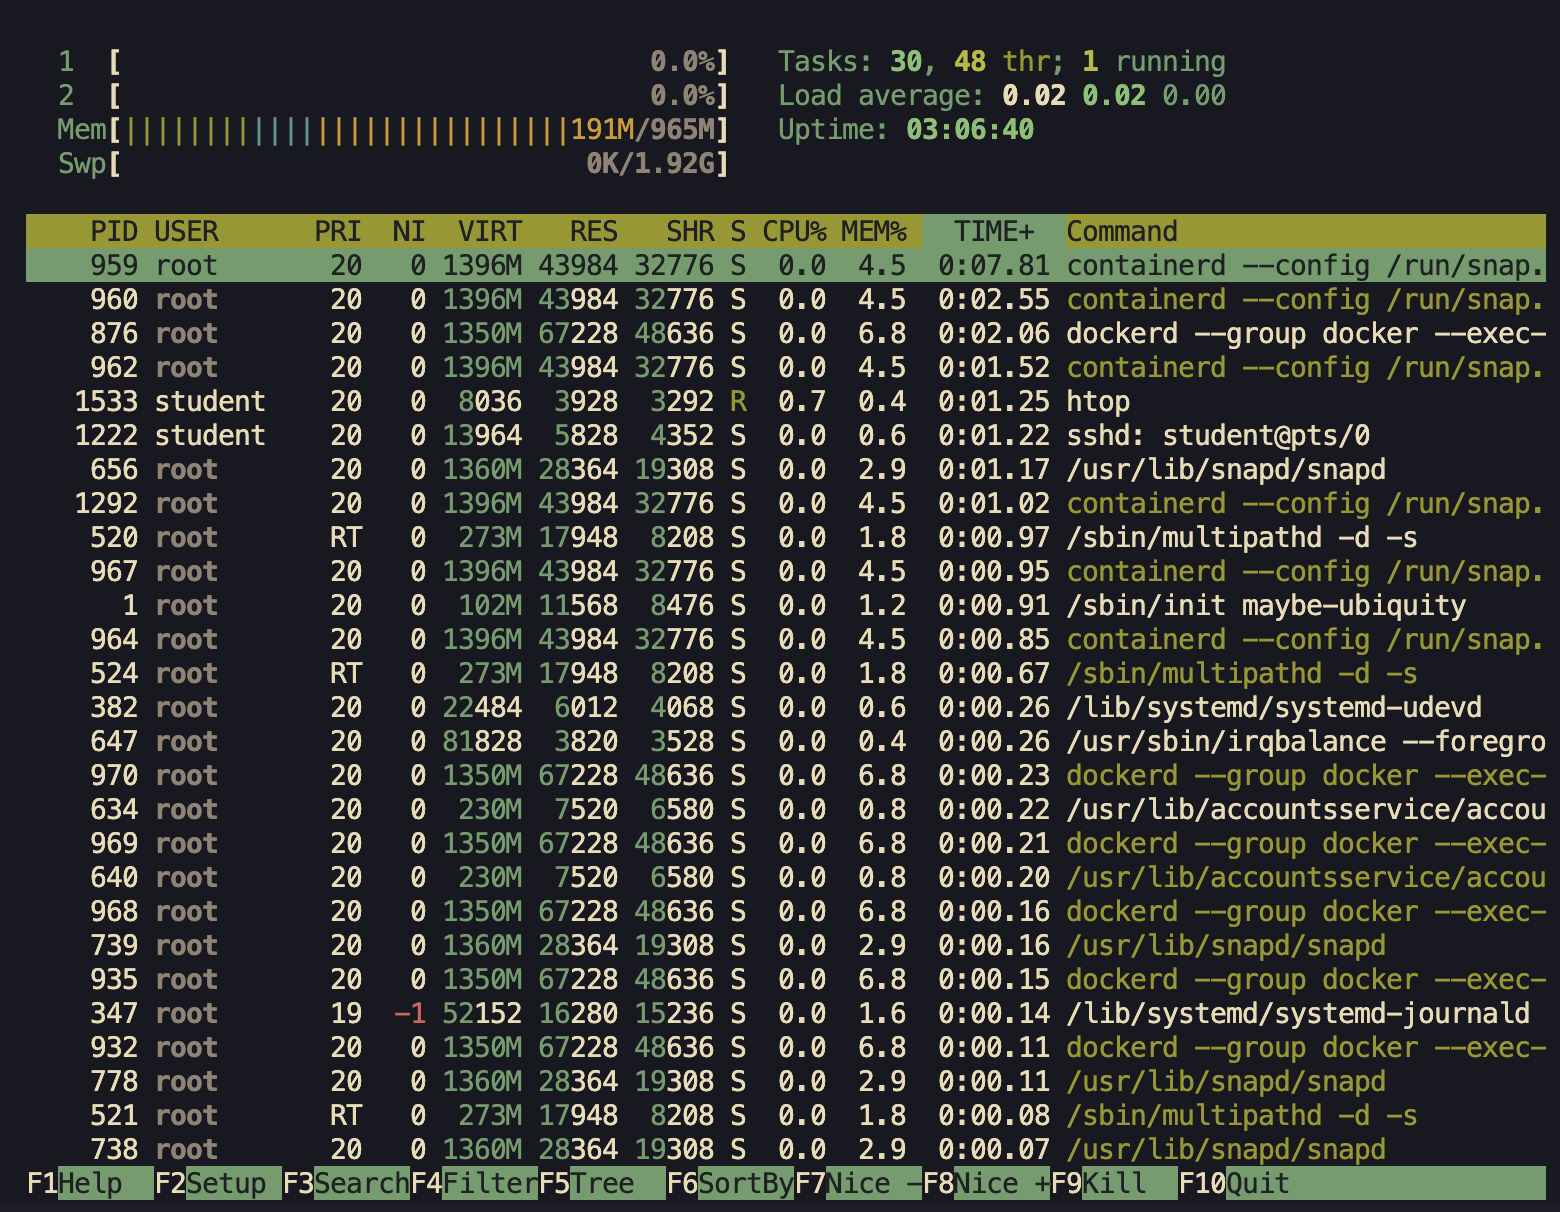 1 [ 0.0%] Tasks: 30, 48 thr; 1 running
2 [ 0.0%] Load average: 0.02 0.02 0.00
Mem[||||||||||||||||||||||||||||191M/965M] Uptime: 03:06:40
Swp[ 0K/1.92G]
PID USER PRI NI VIRT RES SHR S CPU% MEM% TIME+ Command
959 root 20 0 1396M 43984 32776 S 0.0 4.5 0:07.81 containerd --config /run/snap.
960 root 20 0 1396M 43984 32776 S 0.0 4.5 0:02.55 containerd --config /run/snap.
876 root 20 0 1350M 67228 48636 S 0.0 6.8 0:02.06 dockerd --group docker --exec-
962 root 20 0 1396M 43984 32776 S 0.0 4.5 0:01.52 containerd --config /run/snap.
1533 student 20 0 8036 3928 3292 R 0.7 0.4 0:01.25 htop
1222 student 20 0 13964 5828 4352 S 0.0 0.6 0:01.22 sshd: student@pts/0
656 root 20 0 1360M 28364 19308 S 0.0 2.9 0:01.17 /usr/lib/snapd/snapd
1292 root 20 0 1396M 43984 32776 S 0.0 4.5 0:01.02 containerd --config /run/snap.
520 root RT 0 273M 17948 8208 S 0.0 1.8 0:00.97 /sbin/multipathd -d -s
967 root 20 0 1396M 43984 32776 S 0.0 4.5 0:00.95 containerd --config /run/snap.
1 root 20 0 102M 11568 8476 S 0.0 1.2 0:00.91 /sbin/init maybe-ubiquity
964 root 20 0 1396M 43984 32776 S 0.0 4.5 0:00.85 containerd --config /run/snap.
524 root RT 0 273M 17948 8208 S 0.0 1.8 0:00.67 /sbin/multipathd -d -s
382 root 20 0 22484 6012 4068 S 0.0 0.6 0:00.26 /lib/systemd/systemd-udevd
647 root 20 0 81828 3820 3528 S 0.0 0.4 0:00.26 /usr/sbin/irqbalance --foregro
970 root 20 0 1350M 67228 48636 S 0.0 6.8 0:00.23 dockerd --group docker --exec-
634 root 20 0 230M 7520 6580 S 0.0 0.8 0:00.22 /usr/lib/accountsservice/accou
969 root 20 0 1350M 67228 48636 S 0.0 6.8 0:00.21 dockerd --group docker --exec-
640 root 20 0 230M 7520 6580 S 0.0 0.8 0:00.20 /usr/lib/accountsservice/accou
968 root 20 0 1350M 67228 48636 S 0.0 6.8 0:00.16 dockerd --group docker --exec-
739 root 20 0 1360M 28364 19308 S 0.0 2.9 0:00.16 /usr/lib/snapd/snapd
935 root 20 0 1350M 67228 48636 S 0.0 6.8 0:00.15 dockerd --group docker --exec-
347 root 19 -1 52152 16280 15236 S 0.0 1.6 0:00.14 /lib/systemd/systemd-journald
932 root 20 0 1350M 67228 48636 S 0.0 6.8 0:00.11 dockerd --group docker --exec-
778 root 20 0 1360M 28364 19308 S 0.0 2.9 0:00.11 /usr/lib/snapd/snapd
521 root RT 0 273M 17948 8208 S 0.0 1.8 0:00.08 /sbin/multipathd -d -s
738 root 20 0 1360M 28364 19308 S 0.0 2.9 0:00.07 /usr/lib/snapd/snapd
F1Help F2Setup F3SearchF4FilterF5Tree F6SortByF7Nice -F8Nice +F9Kill F10Quit